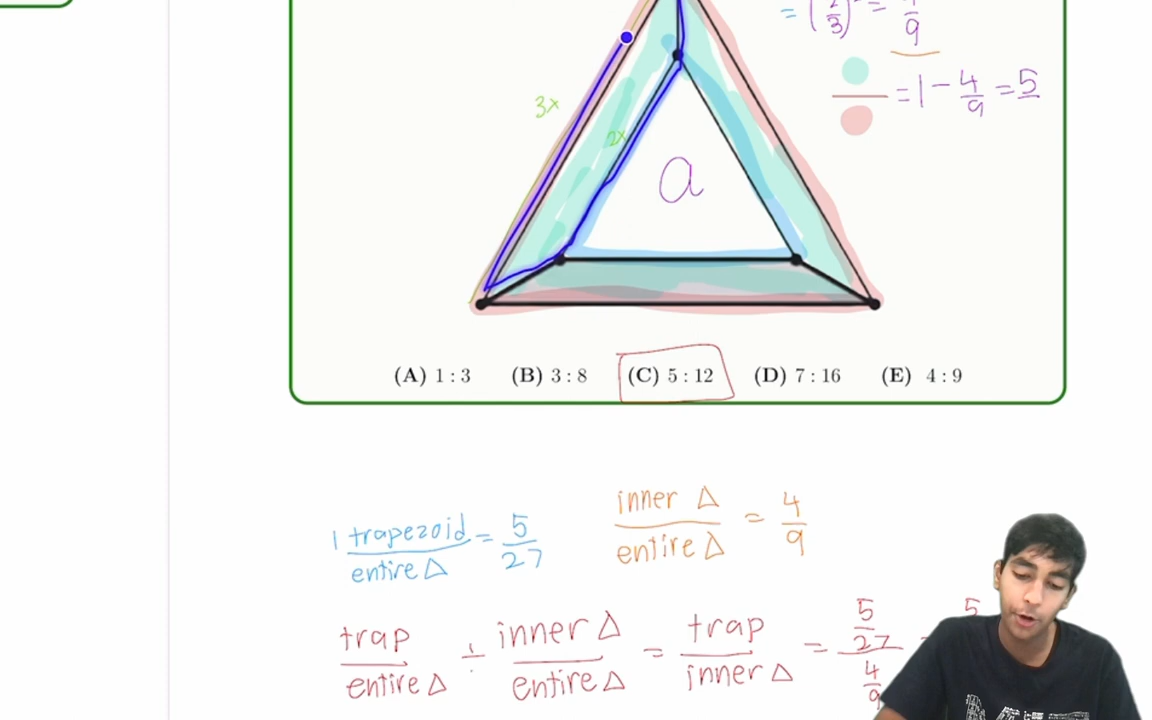 = (2/3)² = 4/9
3x
2x
= 1 - 4/9 = 5
a
(A) 1 : 3 (B) 3 : 8 (C) 5 : 12 (D) 7 : 16 (E) 4 : 9
1 trapezoid / entire Δ = 5/27
inner Δ / entire Δ = 4/9
trap / entire Δ ÷ inner Δ / entire Δ = trap / inner Δ = 5/27 / 4/9 = 5